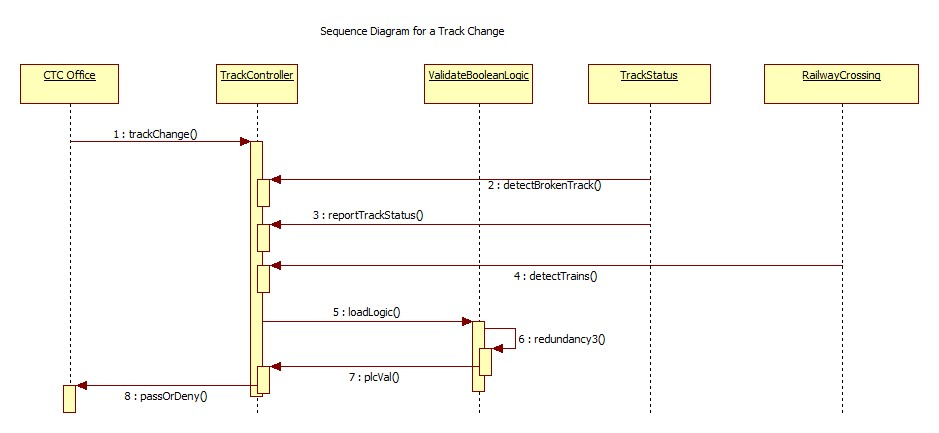 Sequence Diagram for a Track Change
CTC Office
TrackController
ValidateBooleanLogic
TrackStatus
RailwayCrossing
1 : trackChange()
2 : detectBrokenTrack()
3 : reportTrackStatus()
4 : detectTrains()
5 : loadLogic()
6 : redundancy3()
7 : plcVal()
8 : passOrDeny()